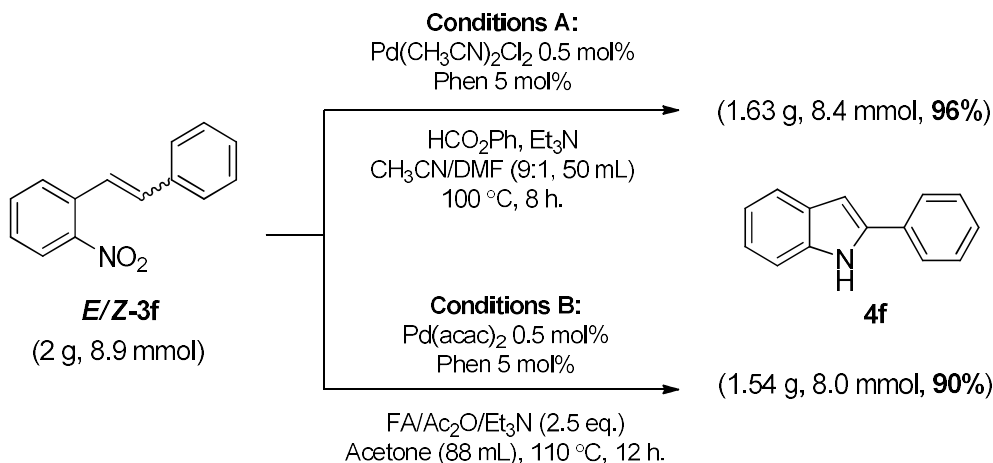 Conditions A:
Pd(CH₃CN)₂Cl₂ 0.5 mol%
Phen 5 mol%
HCO₂Ph, Et₃N
CH₃CN/DMF (9:1, 50 mL)
100 °C, 8 h.
(1.63 g, 8.4 mmol, 96%)
NO₂
E/Z-3f
(2 g, 8.9 mmol)
N
H
4f
Conditions B:
Pd(acac)₂ 0.5 mol%
Phen 5 mol%
FA/Ac₂O/Et₃N (2.5 eq.)
Acetone (88 mL), 110 °C, 12 h.
(1.54 g, 8.0 mmol, 90%)